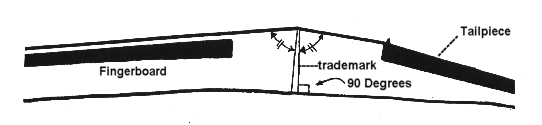 Tailpiece
trademark
Fingerboard
90 Degrees